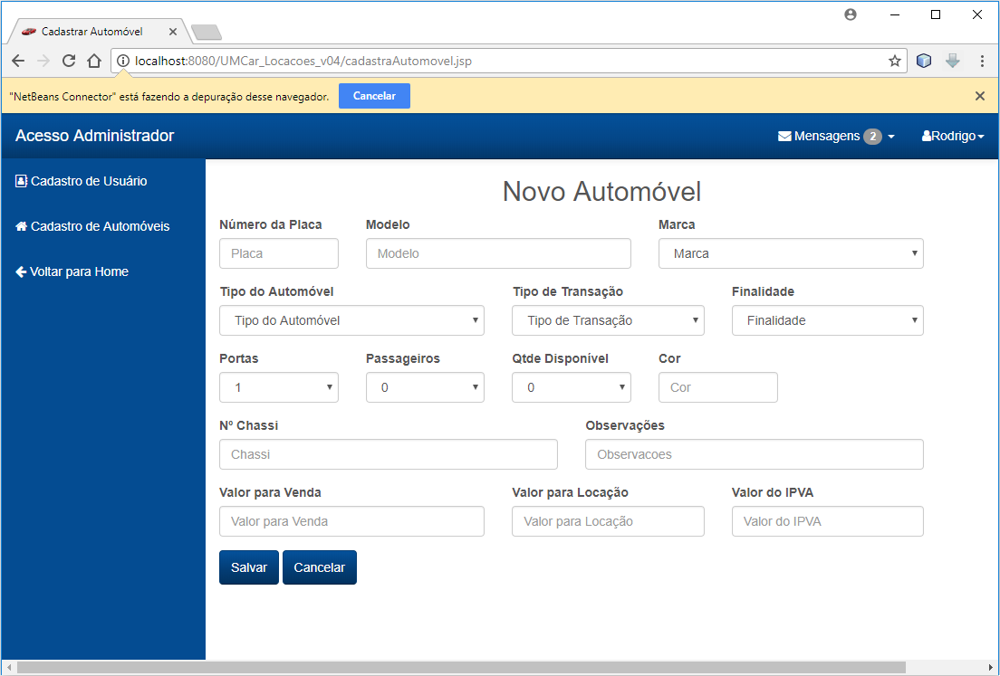 Cadastrar Automóvel
localhost:8080/UMCar_Locacoes_v04/cadastraAutomovel.jsp
"NetBeans Connector" está fazendo a depuração desse navegador. Cancelar
Acesso Administrador Mensagens 2 Rodrigo
Cadastro de Usuário
Cadastro de Automóveis
Voltar para Home
Novo Automóvel
Número da Placa Modelo Marca
Placa Modelo Marca
Tipo do Automóvel Tipo de Transação Finalidade
Tipo do Automóvel Tipo de Transação Finalidade
Portas Passageiros Qtde Disponível Cor
1 0 0 Cor
Nº Chassi Observações
Chassi Observacoes
Valor para Venda Valor para Locação Valor do IPVA
Valor para Venda Valor para Locação Valor do IPVA
Salvar Cancelar